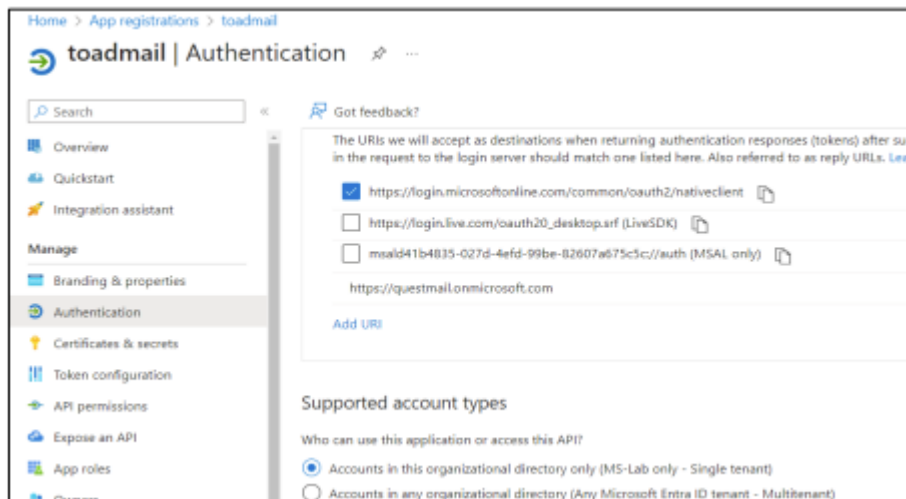 Home > App registrations > toadmail
toadmail | Authentication
Search
«
Got feedback?
Overview
Quickstart
Integration assistant
Manage
Branding & properties
Authentication
Certificates & secrets
Token configuration
API permissions
Expose an API
App roles
The URIs we will accept as destinations when returning authentication responses (tokens) after su
in the request to the login server should match one listed here. Also referred to as reply URLs. Lea
https://login.microsoftonline.com/common/oauth2/nativeclient
https://login.live.com/oauth20_desktop.srf (LiveSDK)
msald41b4835-027d-4efd-99be-82607a675c5c://auth (MSAL only)
https://questmail.onmicrosoft.com
Add URI
Supported account types
Who can use this application or access this API?
Accounts in this organizational directory only (MS-Lab only - Single tenant)
Accounts in any organizational directory (Any Microsoft Entra ID tenant - Multitenant)